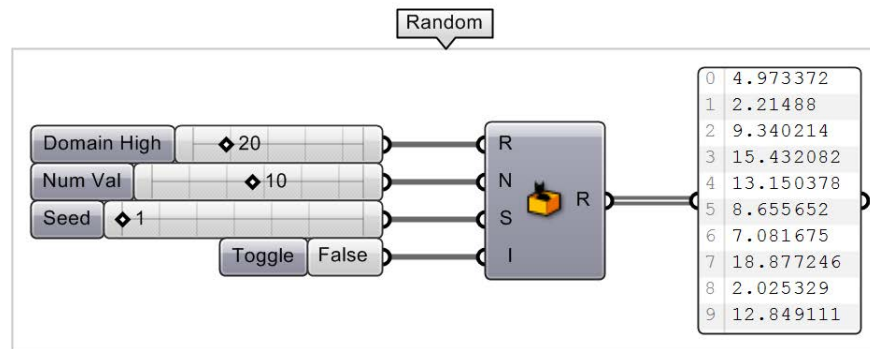 Random
Domain High 20
Num Val 10
Seed 1
Toggle False
R
N
S
I
R
0 4.973372
1 2.21488
2 9.340214
3 15.432082
4 13.150378
5 8.655652
6 7.081675
7 18.877246
8 2.025329
9 12.849111